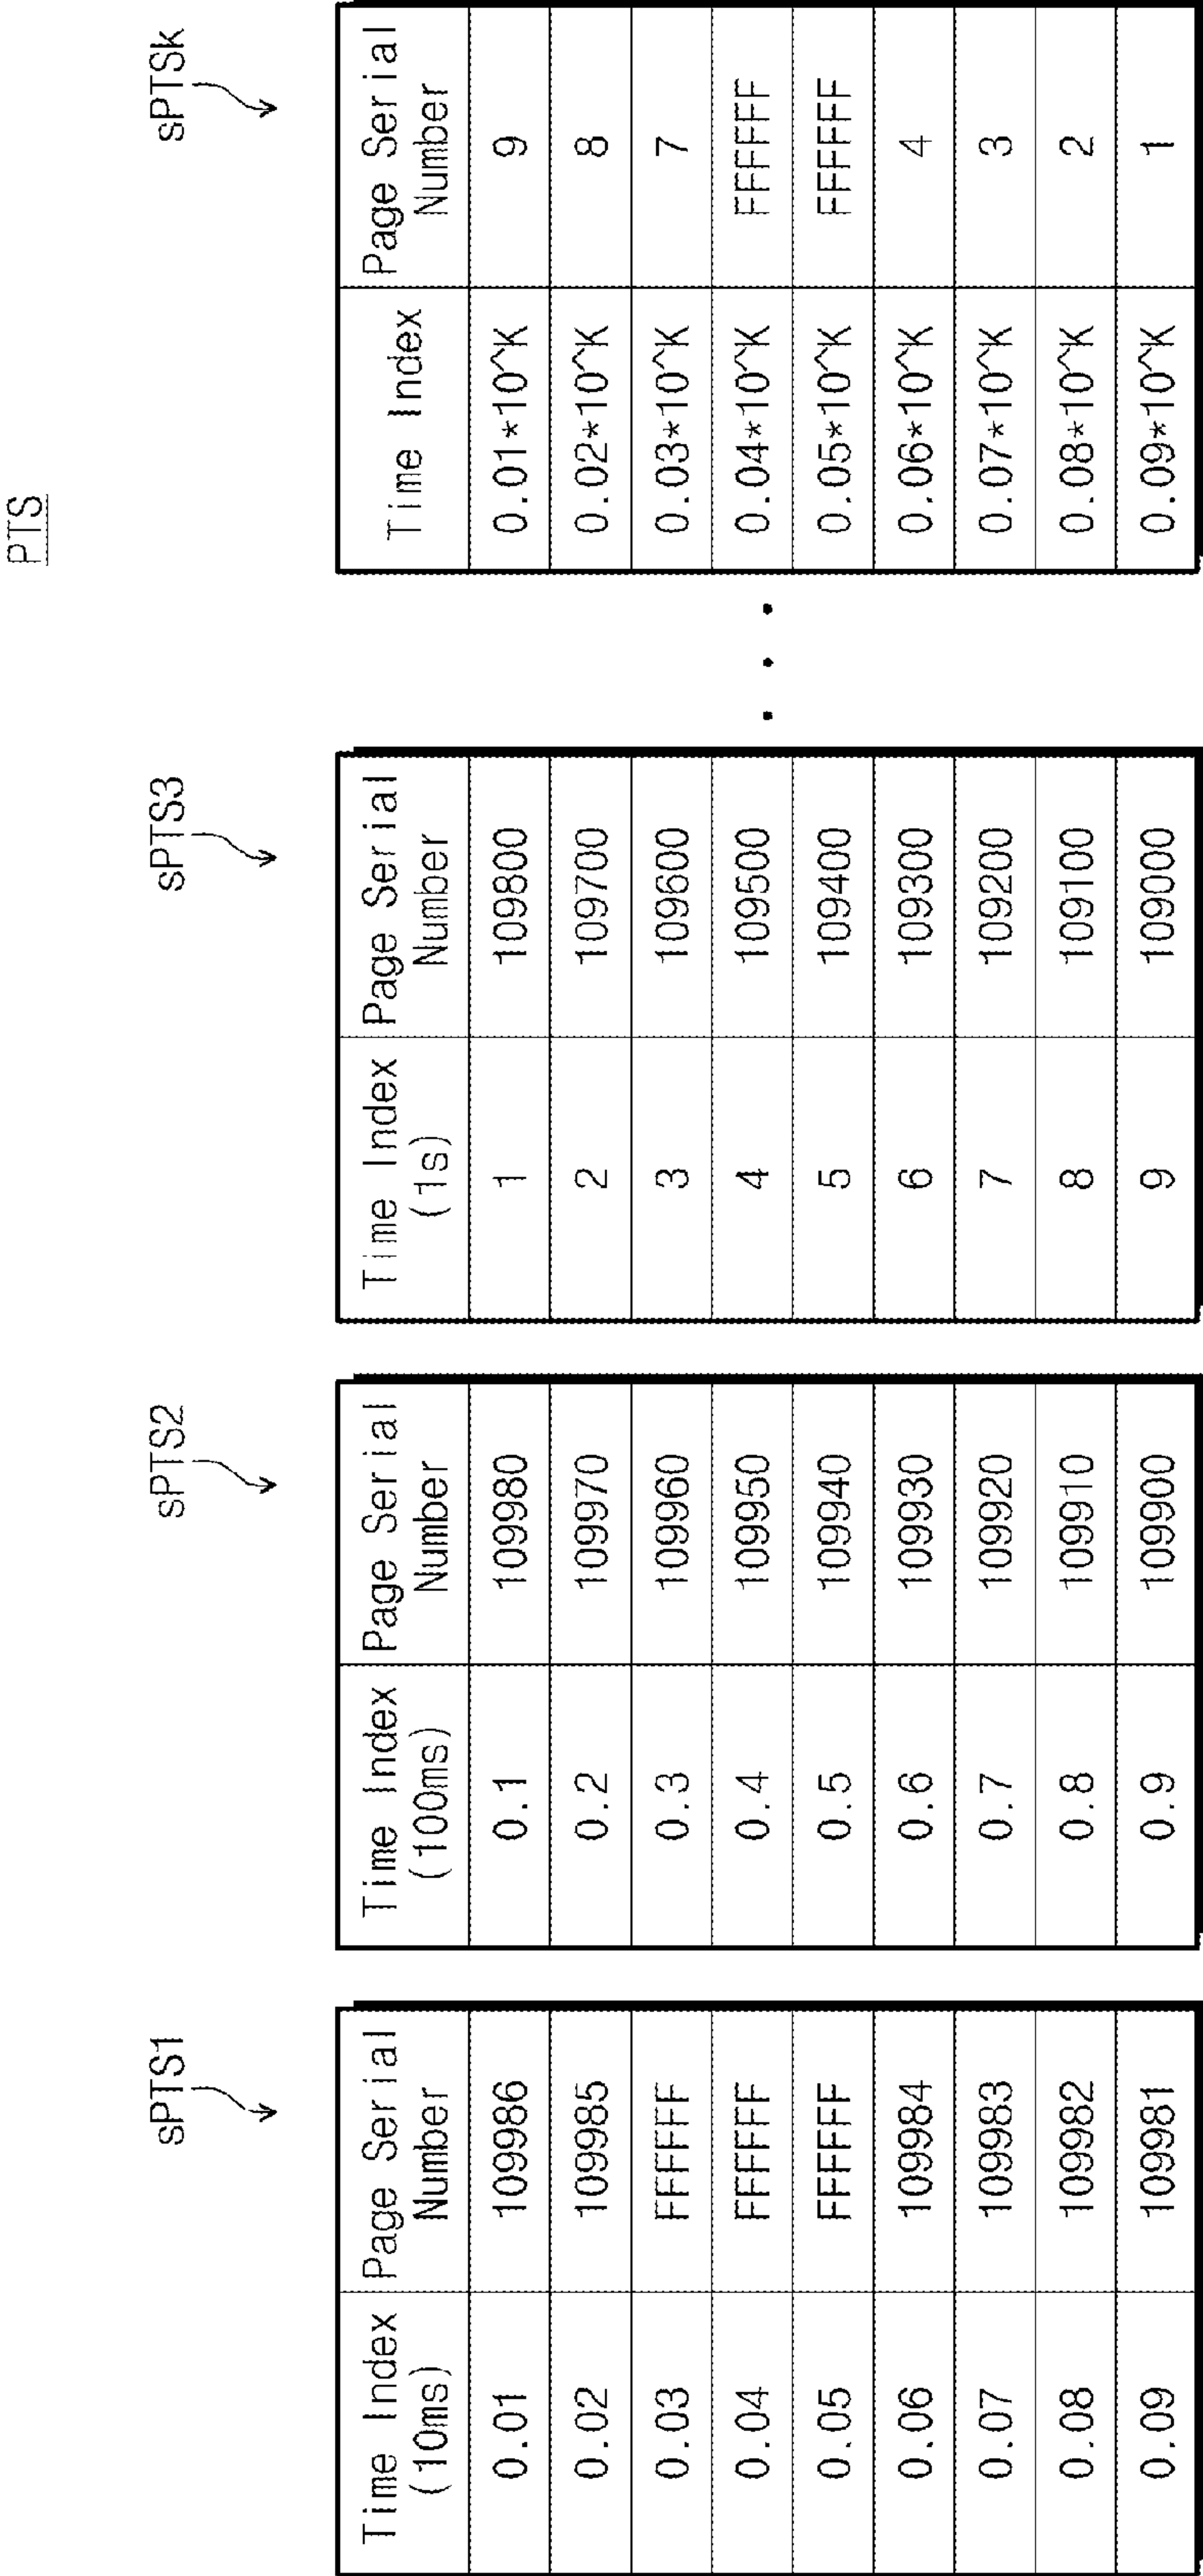 PTS
sPTS1
Time Index (10ms) Page Serial Number
0.01 109986
0.02 109985
0.03 FFFFFF
0.04 FFFFFF
0.05 FFFFFF
0.06 109984
0.07 109983
0.08 109982
0.09 109981
sPTS2
Time Index (100ms) Page Serial Number
0.1 109980
0.2 109970
0.3 109960
0.4 109950
0.5 109940
0.6 109930
0.7 109920
0.8 109910
0.9 109900
sPTS3
Time Index (1s) Page Serial Number
1 109800
2 109700
3 109600
4 109500
5 109400
6 109300
7 109200
8 109100
9 109000
. . .
sPTSk
Time Index Page Serial Number
0.01*10^K 9
0.02*10^K 8
0.03*10^K 7
0.04*10^K FFFFFF
0.05*10^K FFFFFF
0.06*10^K 4
0.07*10^K 3
0.08*10^K 2
0.09*10^K 1